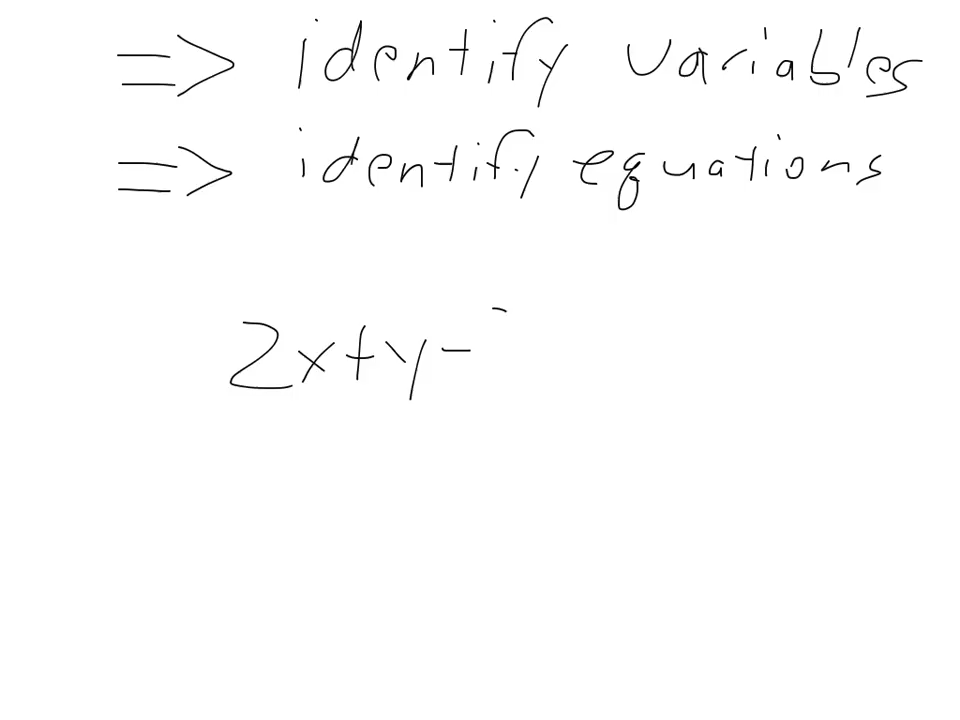 => identify variables
=> identify equations
2x+y-